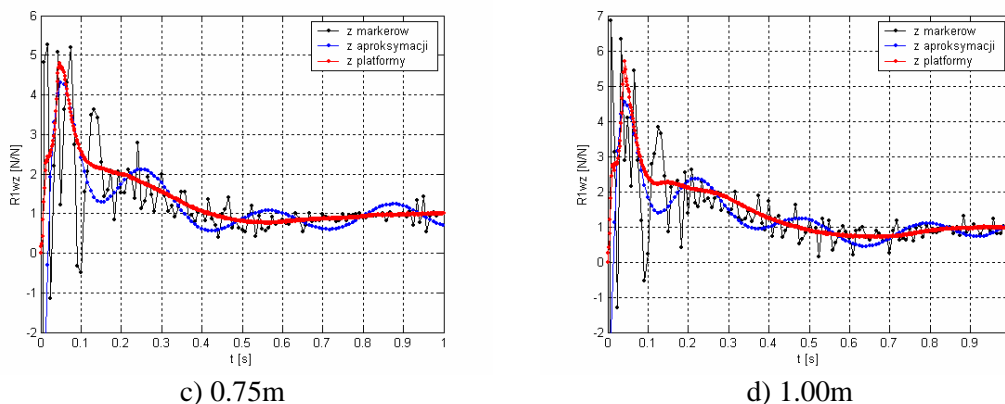 6
5
4
3
2
1
0
-1
-2
R1wz [N/N]
z markerow
z aproksymacji
z platformy
0 0.1 0.2 0.3 0.4 0.5 0.6 0.7 0.8 0.9 1
t [s]
c) 0.75m
7
6
5
4
3
2
1
0
-1
-2
R1wz [N/N]
z markerow
z aproksymacji
z platformy
0 0.1 0.2 0.3 0.4 0.5 0.6 0.7 0.8 0.9
t [s]
d) 1.00m